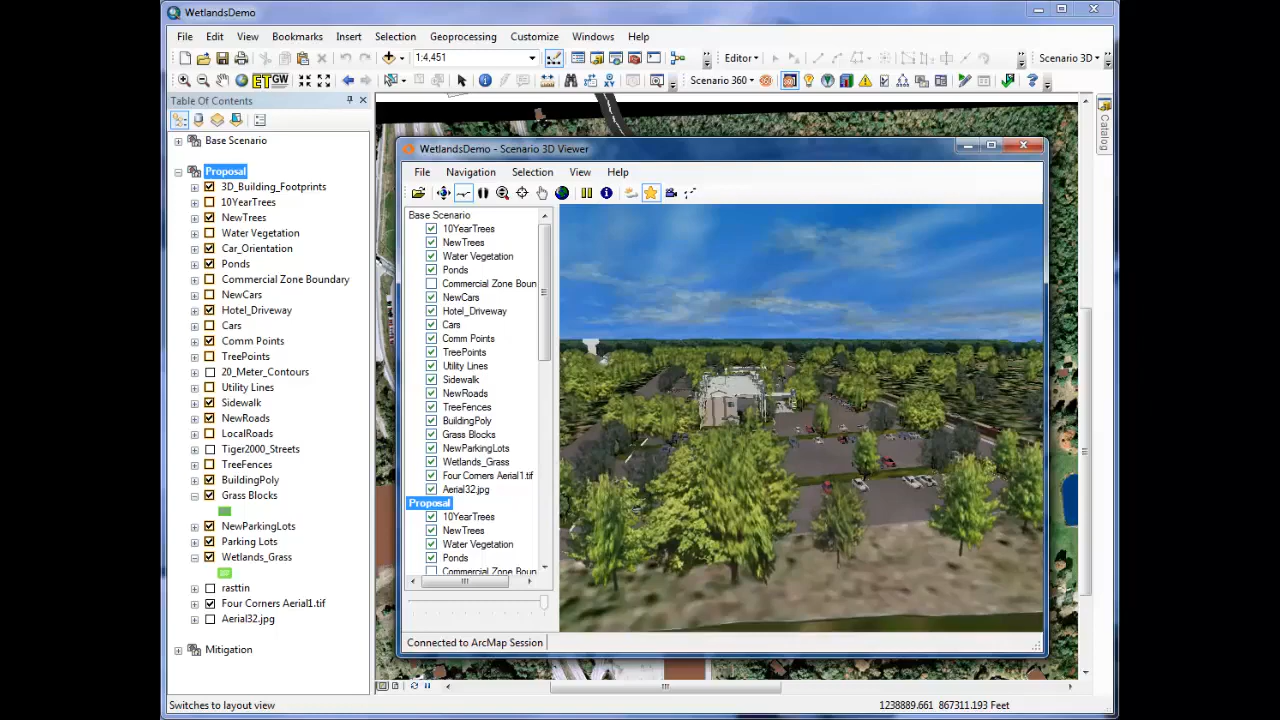 WetlandsDemo
File Edit View Bookmarks Insert Selection Geoprocessing Customize Windows Help
1:4,451 Editor Scenario 3D
ET GW Scenario 360
Table Of Contents
Base Scenario
Proposal
3D_Building_Footprints
10YearTrees
NewTrees
Water Vegetation
Car_Orientation
Ponds
Commercial Zone Boundary
NewCars
Hotel_Driveway
Cars
Comm Points
TreePoints
20_Meter_Contours
Utility Lines
Sidewalk
NewRoads
LocalRoads
Tiger2000_Streets
TreeFences
BuildingPoly
Grass Blocks
NewParkingLots
Parking Lots
Wetlands_Grass
rasttin
Four Corners Aerial1.tif
Aerial32.jpg
Mitigation
Catalog
WetlandsDemo - Scenario 3D Viewer
File Navigation Selection View Help
Base Scenario
10YearTrees
NewTrees
Water Vegetation
Ponds
Commercial Zone Boun
NewCars
Hotel_Driveway
Cars
Comm Points
TreePoints
Utility Lines
Sidewalk
NewRoads
TreeFences
BuildingPoly
Grass Blocks
NewParkingLots
Wetlands_Grass
Four Corners Aerial1.tif
Aerial32.jpg
Proposal
10YearTrees
NewTrees
Water Vegetation
Ponds
Commercial Zone Boun
Connected to ArcMap Session
Switches to layout view 1238889.661 867311.193 Feet